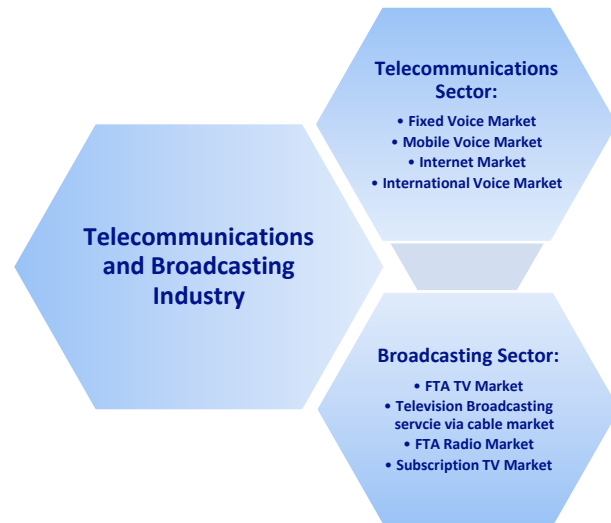 Telecommunications
Sector:
• Fixed Voice Market
• Mobile Voice Market
• Internet Market
• International Voice Market
Telecommunications
and Broadcasting
Industry
Broadcasting Sector:
• FTA TV Market
• Television Broadcasting
servcie via cable market
• FTA Radio Market
• Subscription TV Market